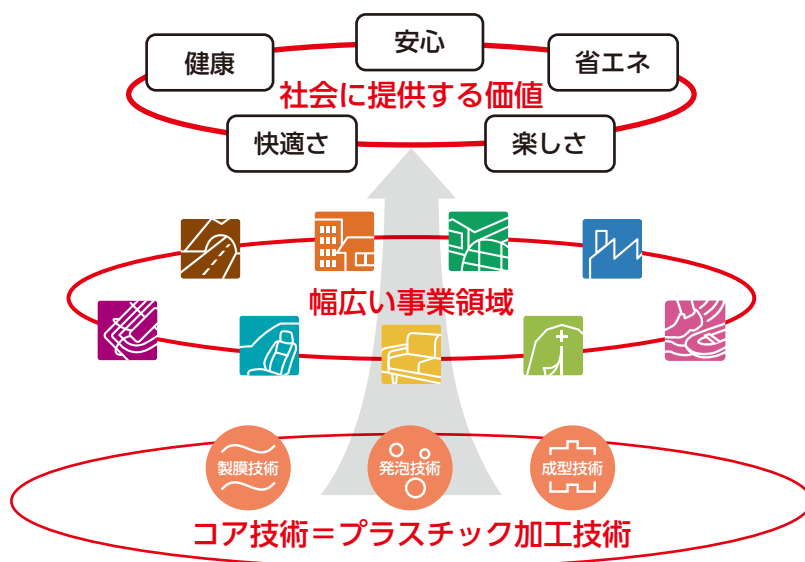 安心
健康
省エネ
社会に提供する価値
快適さ
楽しさ
幅広い事業領域
製膜技術
発泡技術
成型技術
コア技術＝プラスチック加工技術